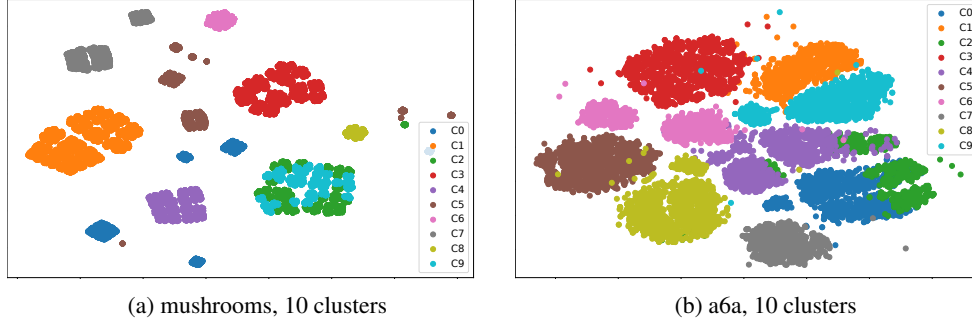 C0
C1
C2
C3
C4
C5
C6
C7
C8
C9
(a) mushrooms, 10 clusters
C0
C1
C2
C3
C4
C5
C6
C7
C8
C9
(b) a6a, 10 clusters